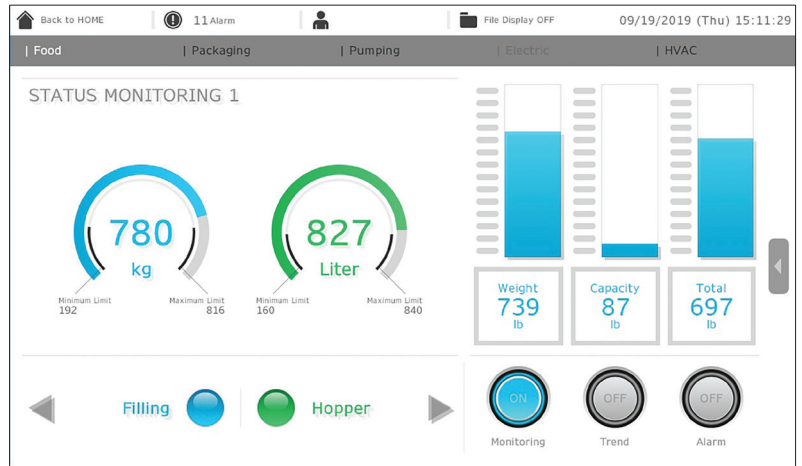 Back to HOME
11 Alarm
File Display OFF
09/19/2019 (Thu) 15:11:29
| Food
| Packaging
| Pumping
| Electric
| HVAC
STATUS MONITORING 1
780
kg
Minimum Limit
192
Maximum Limit
816
827
Liter
Minimum Limit
160
Maximum Limit
840
Weight
739
lb
Capacity
87
lb
Total
697
lb
Filling
Hopper
ON
Monitoring
OFF
Trend
OFF
Alarm